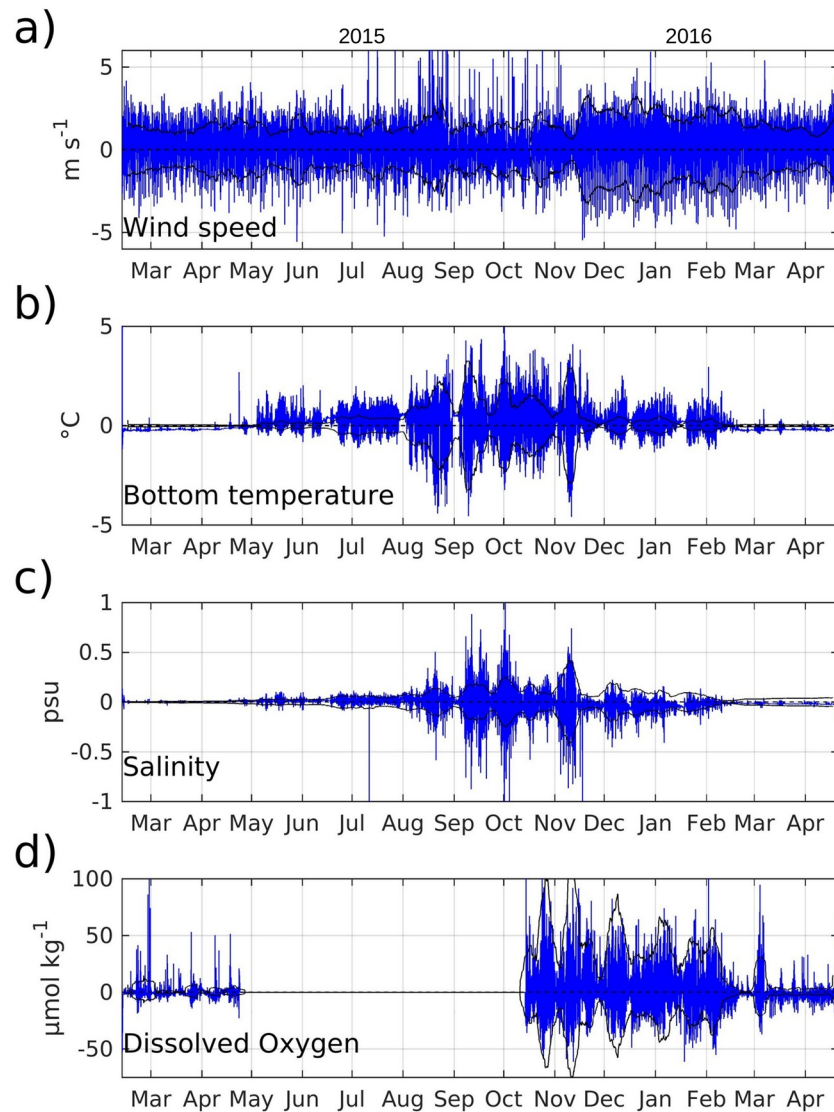 a)
2015 2016
5
0
-5
m s-1
Wind speed
Mar Apr May Jun Jul Aug Sep Oct Nov Dec Jan Feb Mar Apr
b)
5
0
-5
°C
Bottom temperature
Mar Apr May Jun Jul Aug Sep Oct Nov Dec Jan Feb Mar Apr
c)
1
0.5
0
-0.5
-1
psu
Salinity
Mar Apr May Jun Jul Aug Sep Oct Nov Dec Jan Feb Mar Apr
d)
100
50
0
-50
µmol kg-1
Dissolved Oxygen
Mar Apr May Jun Jul Aug Sep Oct Nov Dec Jan Feb Mar Apr